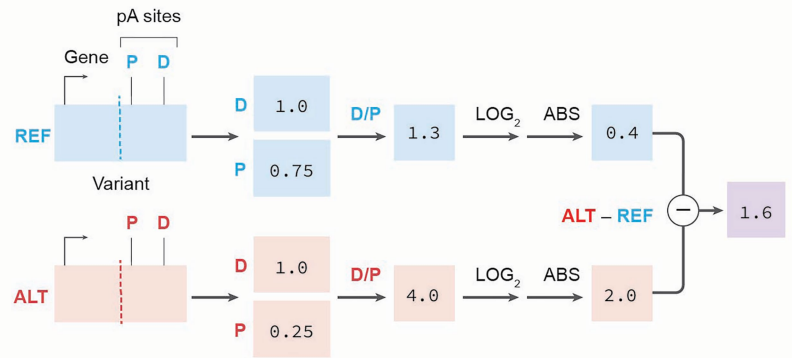 pA sites
Gene P D
REF
D 1.0
P 0.75
D/P
1.3
LOG2
ABS
0.4
Variant
P D
ALT
D 1.0
P 0.25
D/P
4.0
LOG2
ABS
2.0
ALT – REF
−
1.6